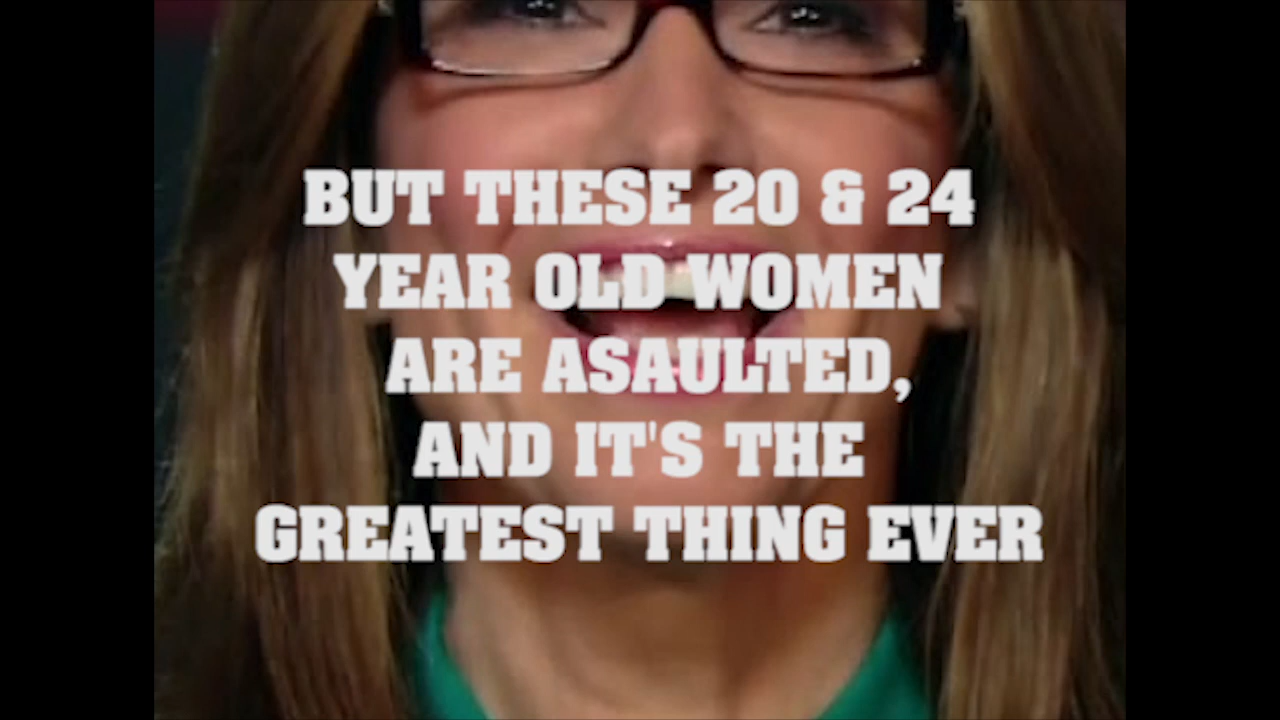 BUT THESE 20 & 24
YEAR OLD WOMEN
ARE ASAULTED,
AND IT'S THE
GREATEST THING EVER